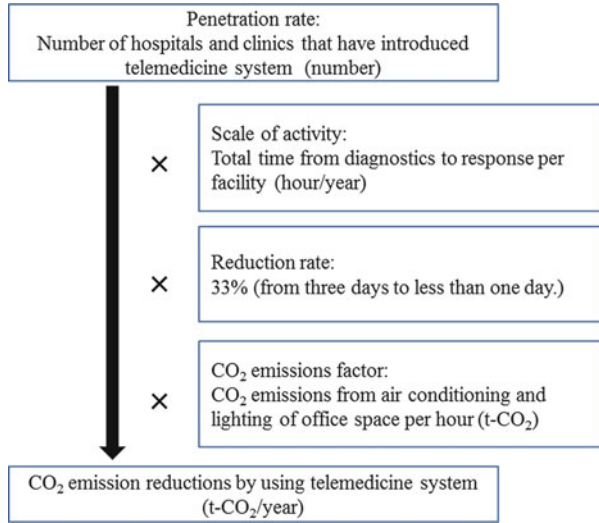 Penetration rate:
Number of hospitals and clinics that have introduced
telemedicine system (number)
×
Scale of activity:
Total time from diagnostics to response per
facility (hour/year)
×
Reduction rate:
33% (from three days to less than one day.)
×
CO₂ emissions factor:
CO₂ emissions from air conditioning and
lighting of office space per hour (t-CO₂)
CO₂ emission reductions by using telemedicine system
(t-CO₂/year)